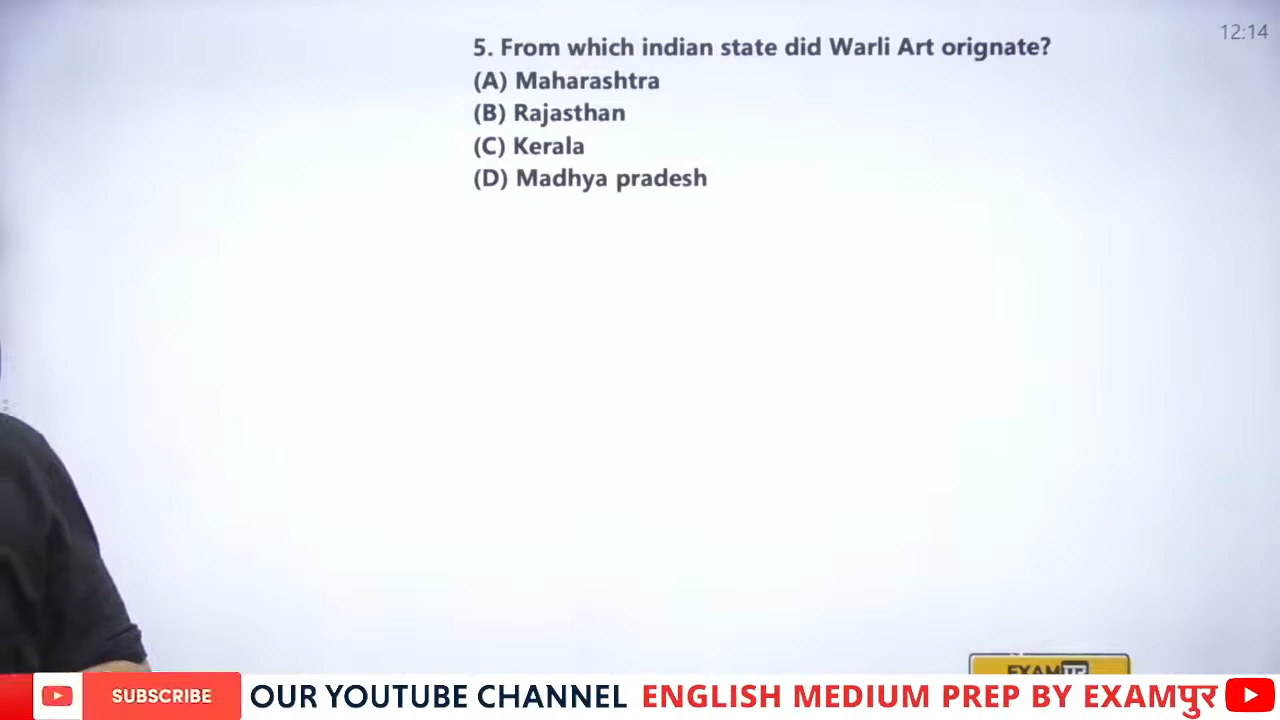 12:14
5. From which indian state did Warli Art orignate?
(A) Maharashtra
(B) Rajasthan
(C) Kerala
(D) Madhya pradesh
EXAMपुर
SUBSCRIBE OUR YOUTUBE CHANNEL ENGLISH MEDIUM PREP BY EXAMपुर